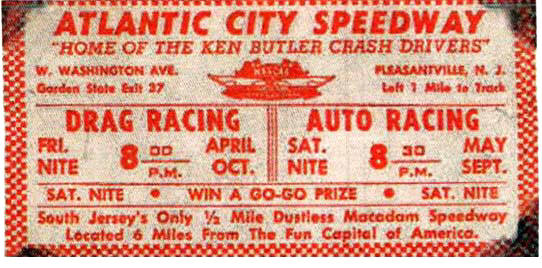 ATLANTIC CITY SPEEDWAY
"HOME OF THE KEN BUTLER CRASH DRIVERS"
W. WASHINGTON AVE.
Garden State Exit 37
PLEASANTVILLE, N. J.
Left 1 Mile to Track
DRAG RACING
FRI. NITE 8 00 P.M. APRIL OCT.
AUTO RACING
SAT. NITE 8 30 P.M. MAY SEPT.
SAT. NITE • WIN A GO-GO PRIZE • SAT. NITE
South Jersey's Only ½ Mile Dustless Macadam Speedway
Located 6 Miles From The Fun Capital of America.